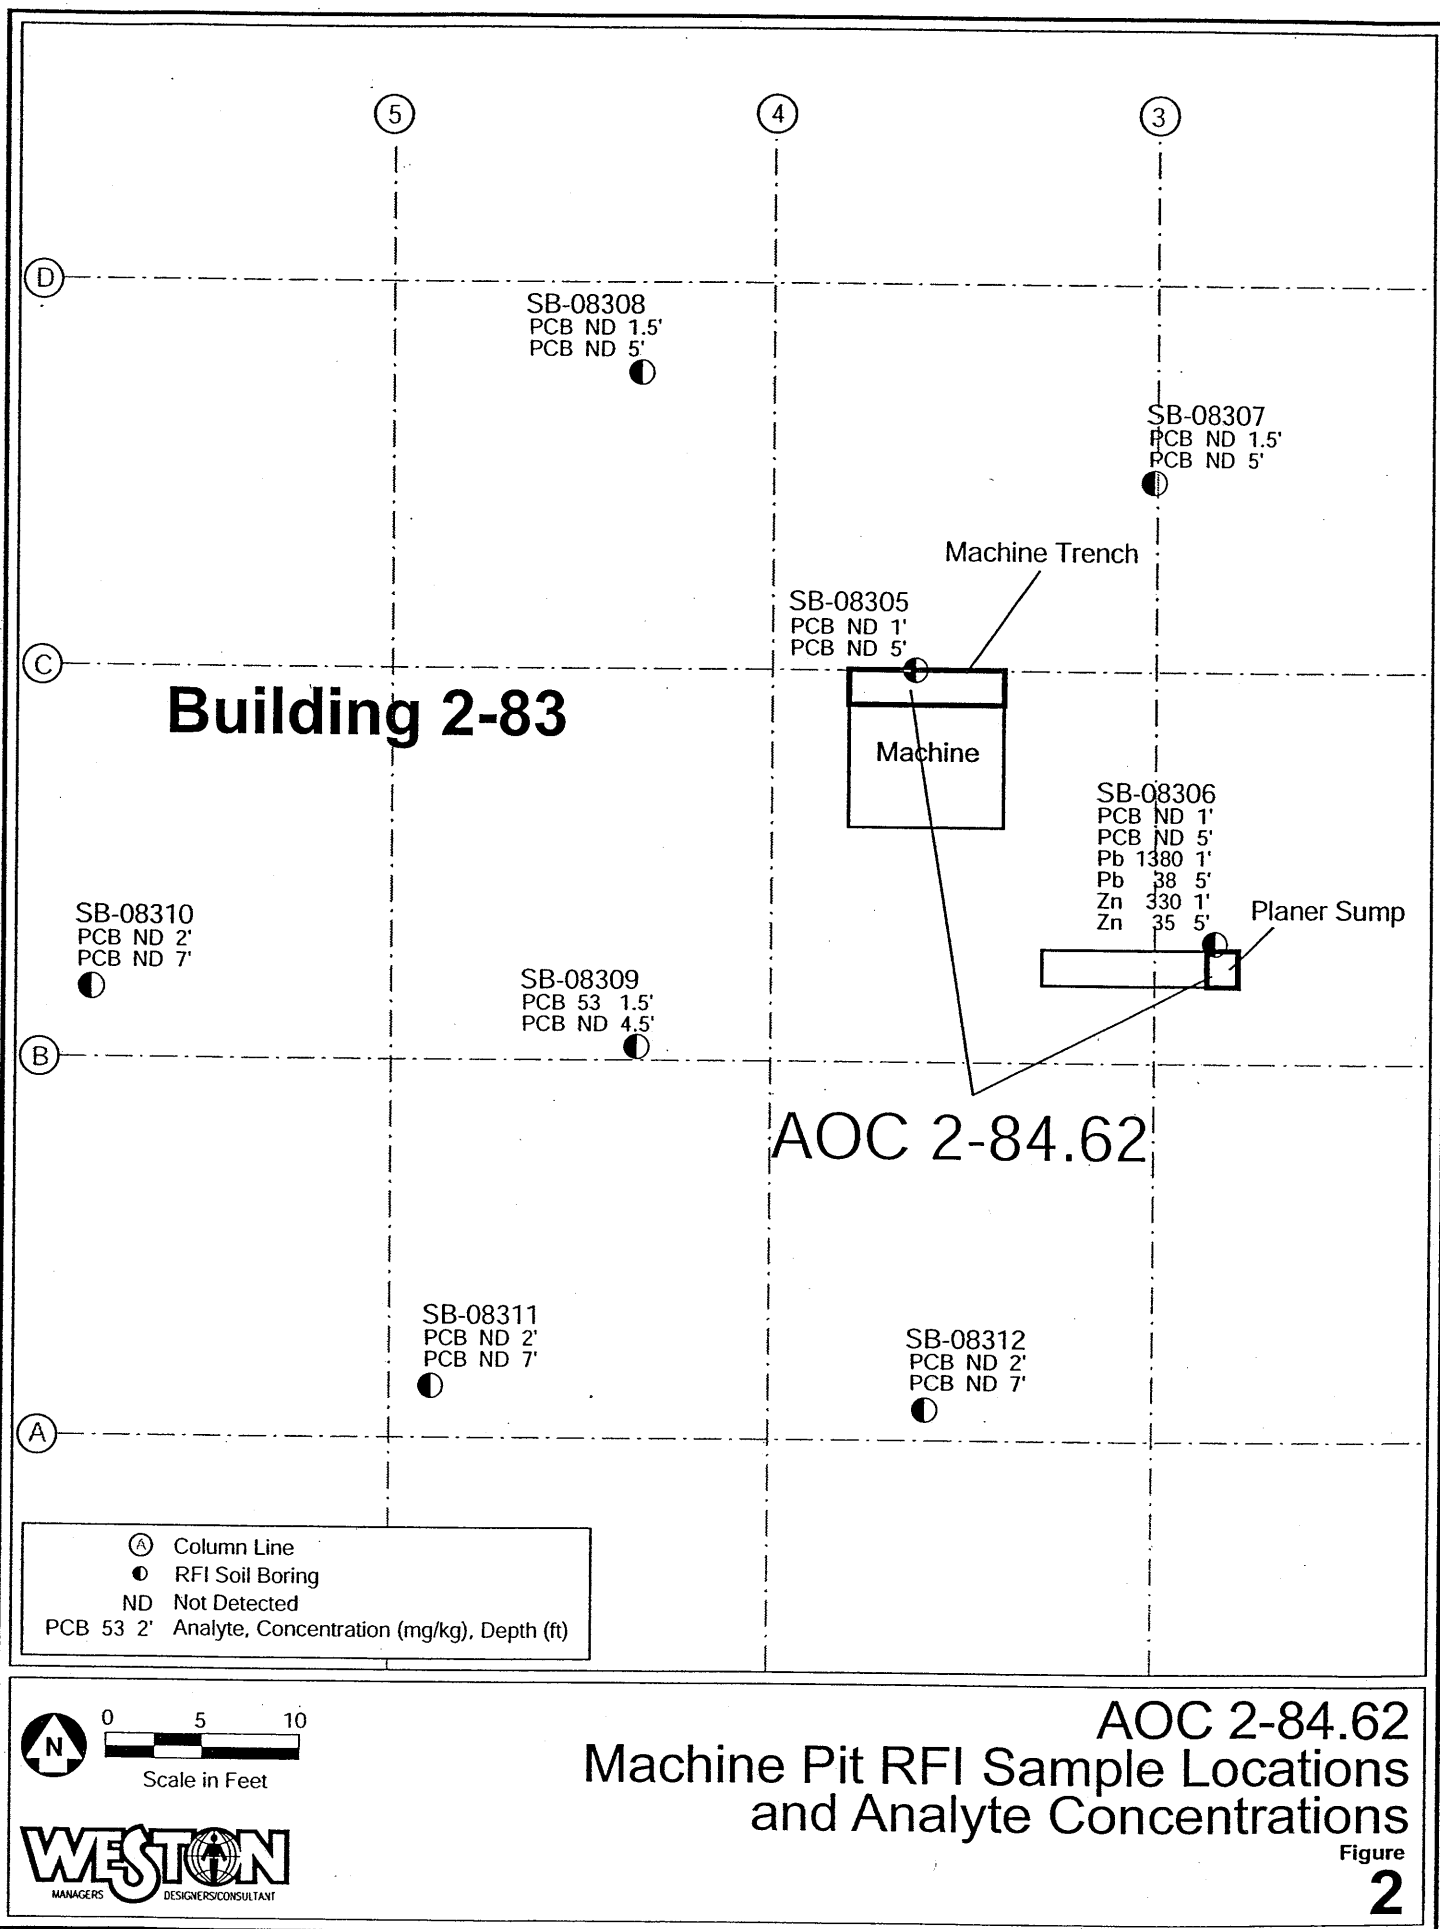 5
4
3
D
SB-08308
PCB ND 1.5'
PCB ND 5'
SB-08307
PCB ND 1.5'
PCB ND 5'
Machine Trench
SB-08305
PCB ND 1'
PCB ND 5'
C
Building 2-83
Machine
SB-08306
PCB ND 1'
PCB ND 5'
Pb 1380 1'
Pb 38 5'
Zn 330 1'
Zn 35 5'
Planer Sump
SB-08310
PCB ND 2'
PCB ND 7'
SB-08309
PCB 53 1.5'
PCB ND 4.5'
B
AOC 2-84.62
SB-08311
PCB ND 2'
PCB ND 7'
SB-08312
PCB ND 2'
PCB ND 7'
A
A Column Line
RFI Soil Boring
ND Not Detected
PCB 53 2' Analyte, Concentration (mg/kg), Depth (ft)
N
0 5 10
Scale in Feet
WESTON
MANAGERS DESIGNERS/CONSULTANT
AOC 2-84.62
Machine Pit RFI Sample Locations
and Analyte Concentrations
Figure
2